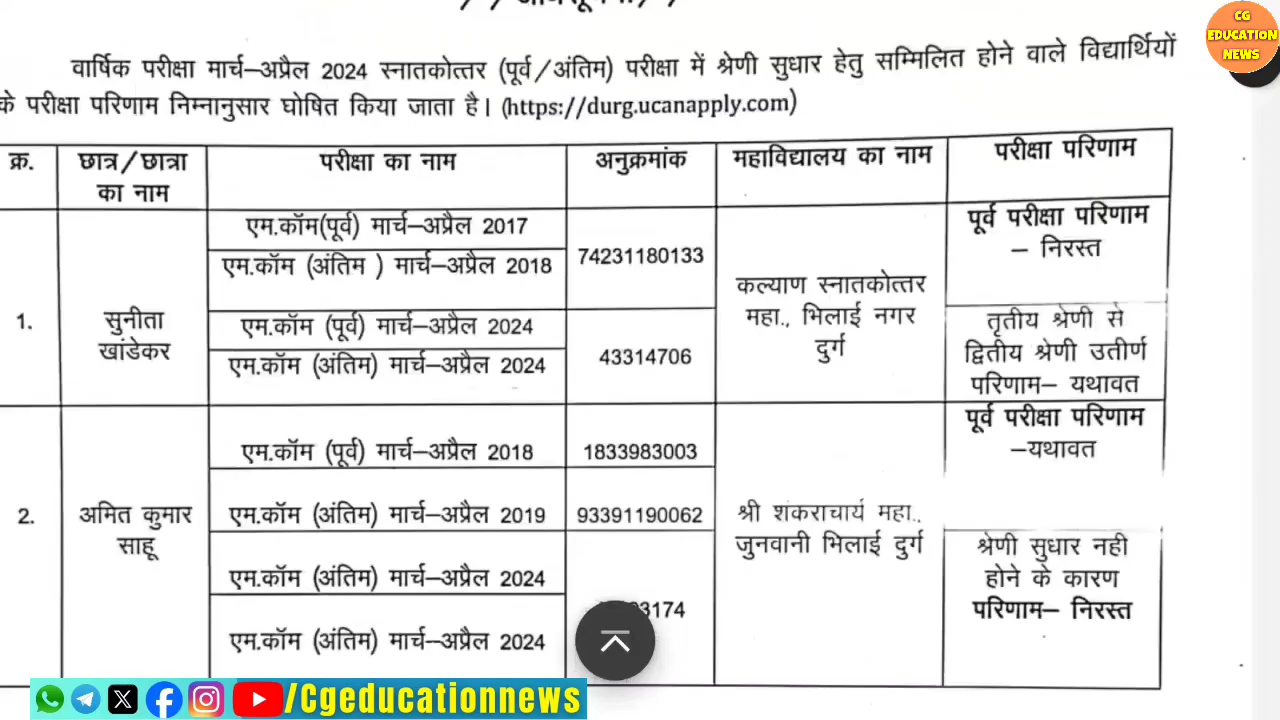 वार्षिक परीक्षा मार्च–अप्रैल 2024 स्नातकोत्तर (पूर्व/अंतिम) परीक्षा में श्रेणी सुधार हेतु सम्मिलित होने वाले विद्यार्थियों
के परीक्षा परिणाम निम्नानुसार घोषित किया जाता है। (https://durg.ucanapply.com)
CG
EDUCATION
NEWS
क्र. छात्र/छात्रा का नाम परीक्षा का नाम अनुक्रमांक महाविद्यालय का नाम परीक्षा परिणाम
1.
सुनीता
खांडेकर
एम.कॉम(पूर्व) मार्च–अप्रैल 2017
एम.कॉम (अंतिम ) मार्च–अप्रैल 2018
74231180133
एम.कॉम (पूर्व) मार्च–अप्रैल 2024
एम.कॉम (अंतिम) मार्च–अप्रैल 2024
43314706
कल्याण स्नातकोत्तर
महा., भिलाई नगर
दुर्ग
पूर्व परीक्षा परिणाम
– निरस्त
तृतीय श्रेणी से
द्वितीय श्रेणी उतीर्ण
परिणाम– यथावत
2.
अमित कुमार
साहू
एम.कॉम (पूर्व) मार्च–अप्रैल 2018
1833983003
एम.कॉम (अंतिम) मार्च–अप्रैल 2019
93391190062
एम.कॉम (अंतिम) मार्च–अप्रैल 2024
एम.कॉम (अंतिम) मार्च–अप्रैल 2024
श्री शंकराचार्य महा.,
जुनवानी भिलाई दुर्ग
पूर्व परीक्षा परिणाम
–यथावत
श्रेणी सुधार नही
होने के कारण
परिणाम– निरस्त
/Cgeducationnews